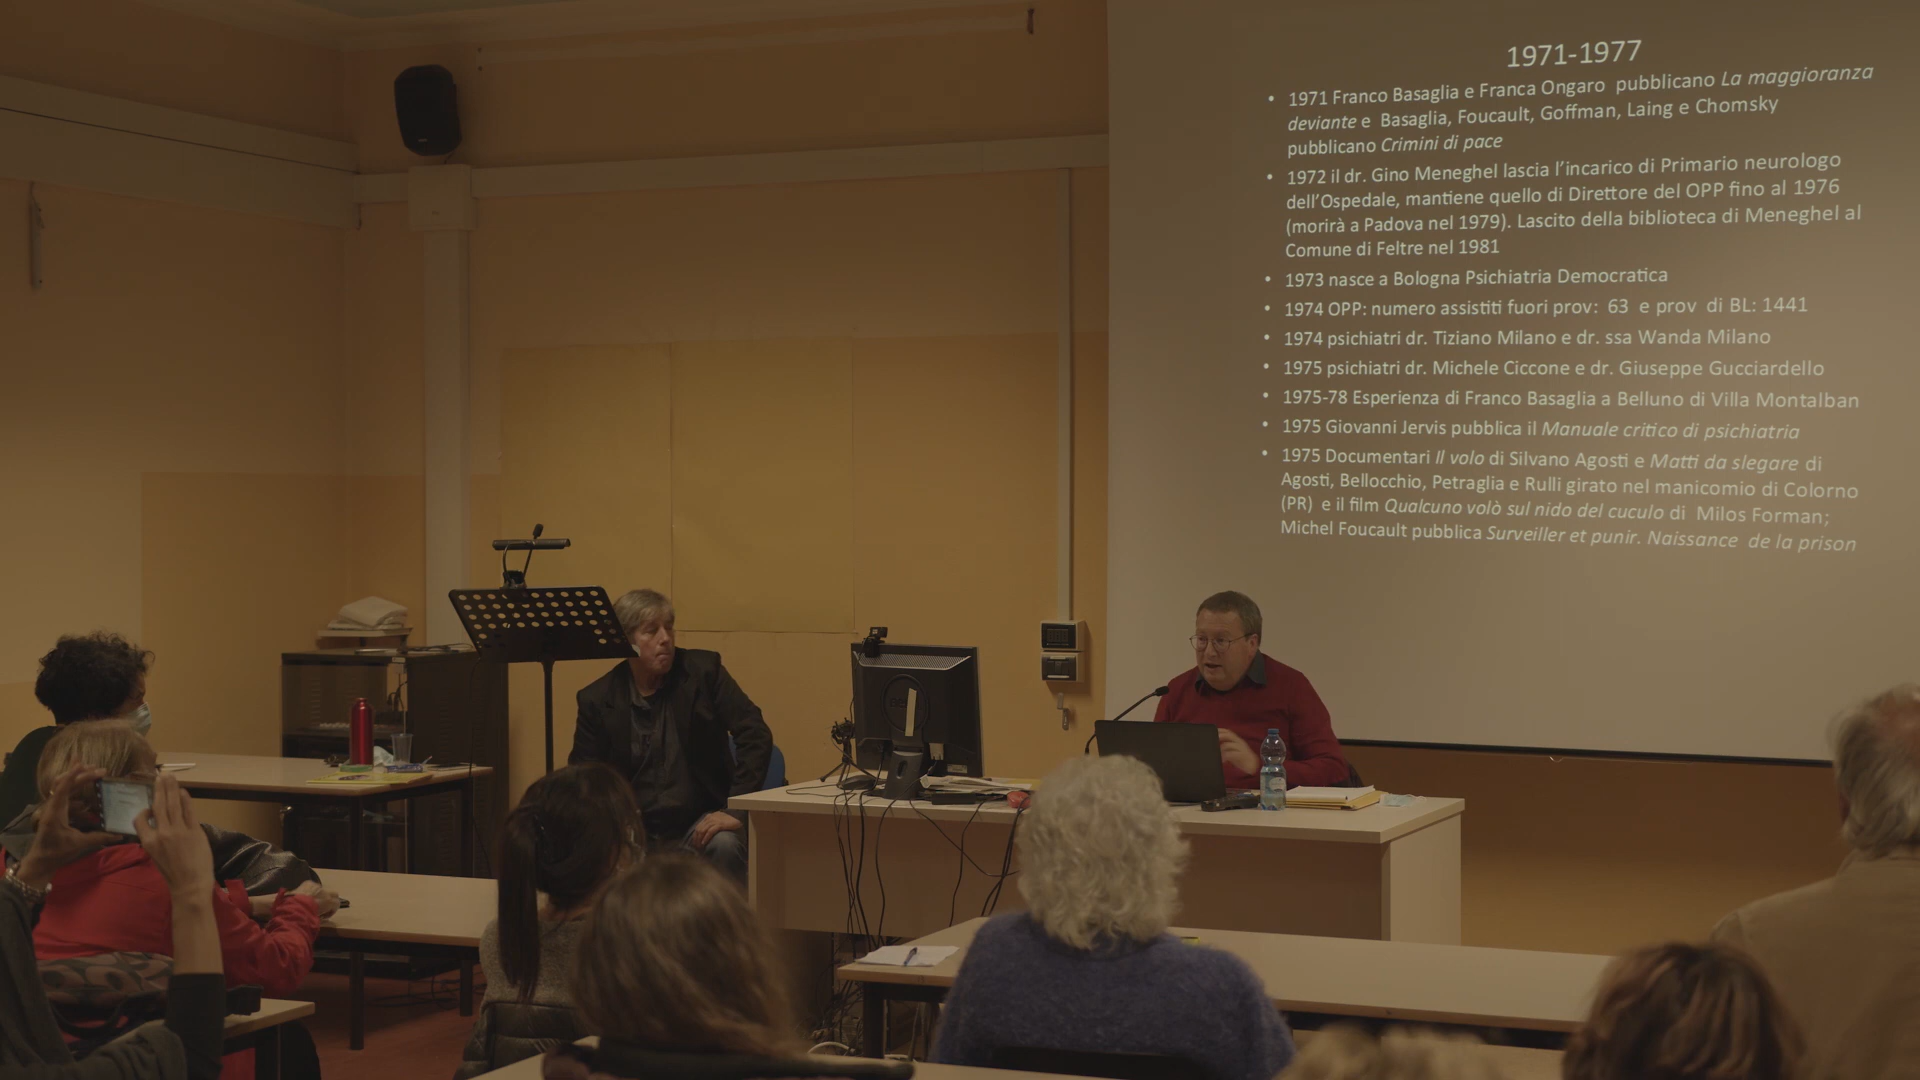 1971-1977
• 1971 Franco Basaglia e Franca Ongaro pubblicano La maggioranza
deviante e Basaglia, Foucault, Goffman, Laing e Chomsky
pubblicano Crimini di pace
• 1972 il dr. Gino Meneghel lascia l'incarico di Primario neurologo
dell'Ospedale, mantiene quello di Direttore del OPP fino al 1976
(morirà a Padova nel 1979). Lascito della biblioteca di Meneghel al
Comune di Feltre nel 1981
• 1973 nasce a Bologna Psichiatria Democratica
• 1974 OPP: numero assistiti fuori prov: 63 e prov di BL: 1441
• 1974 psichiatri dr. Tiziano Milano e dr. ssa Wanda Milano
• 1975 psichiatri dr. Michele Ciccone e dr. Giuseppe Gucciardello
• 1975-78 Esperienza di Franco Basaglia a Belluno di Villa Montalban
• 1975 Giovanni Jervis pubblica il Manuale critico di psichiatria
• 1975 Documentari Il volo di Silvano Agosti e Matti da slegare di
Agosti, Bellocchio, Petraglia e Rulli girato nel manicomio di Colorno
(PR) e il film Qualcuno volò sul nido del cuculo di Milos Forman;
Michel Foucault pubblica Surveiller et punir. Naissance de la prison